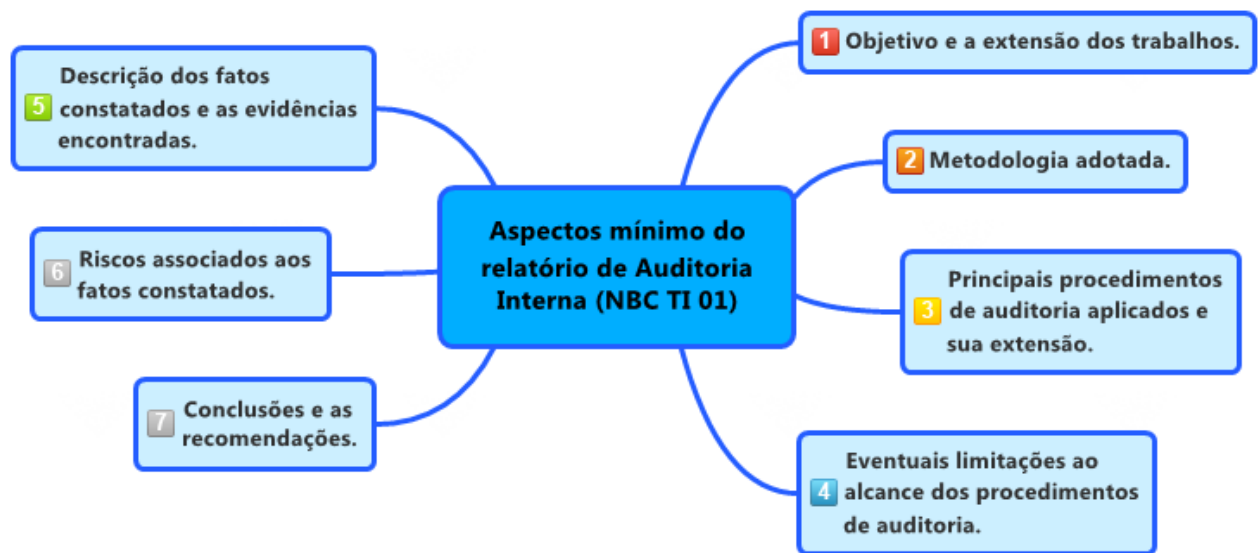 Aspectos mínimo do
relatório de Auditoria
Interna (NBC TI 01)
1 Objetivo e a extensão dos trabalhos.
2 Metodologia adotada.
Principais procedimentos
3 de auditoria aplicados e
sua extensão.
Eventuais limitações ao
4 alcance dos procedimentos
de auditoria.
Descrição dos fatos
5 constatados e as evidências
encontradas.
6 Riscos associados aos
fatos constatados.
7 Conclusões e as
recomendações.